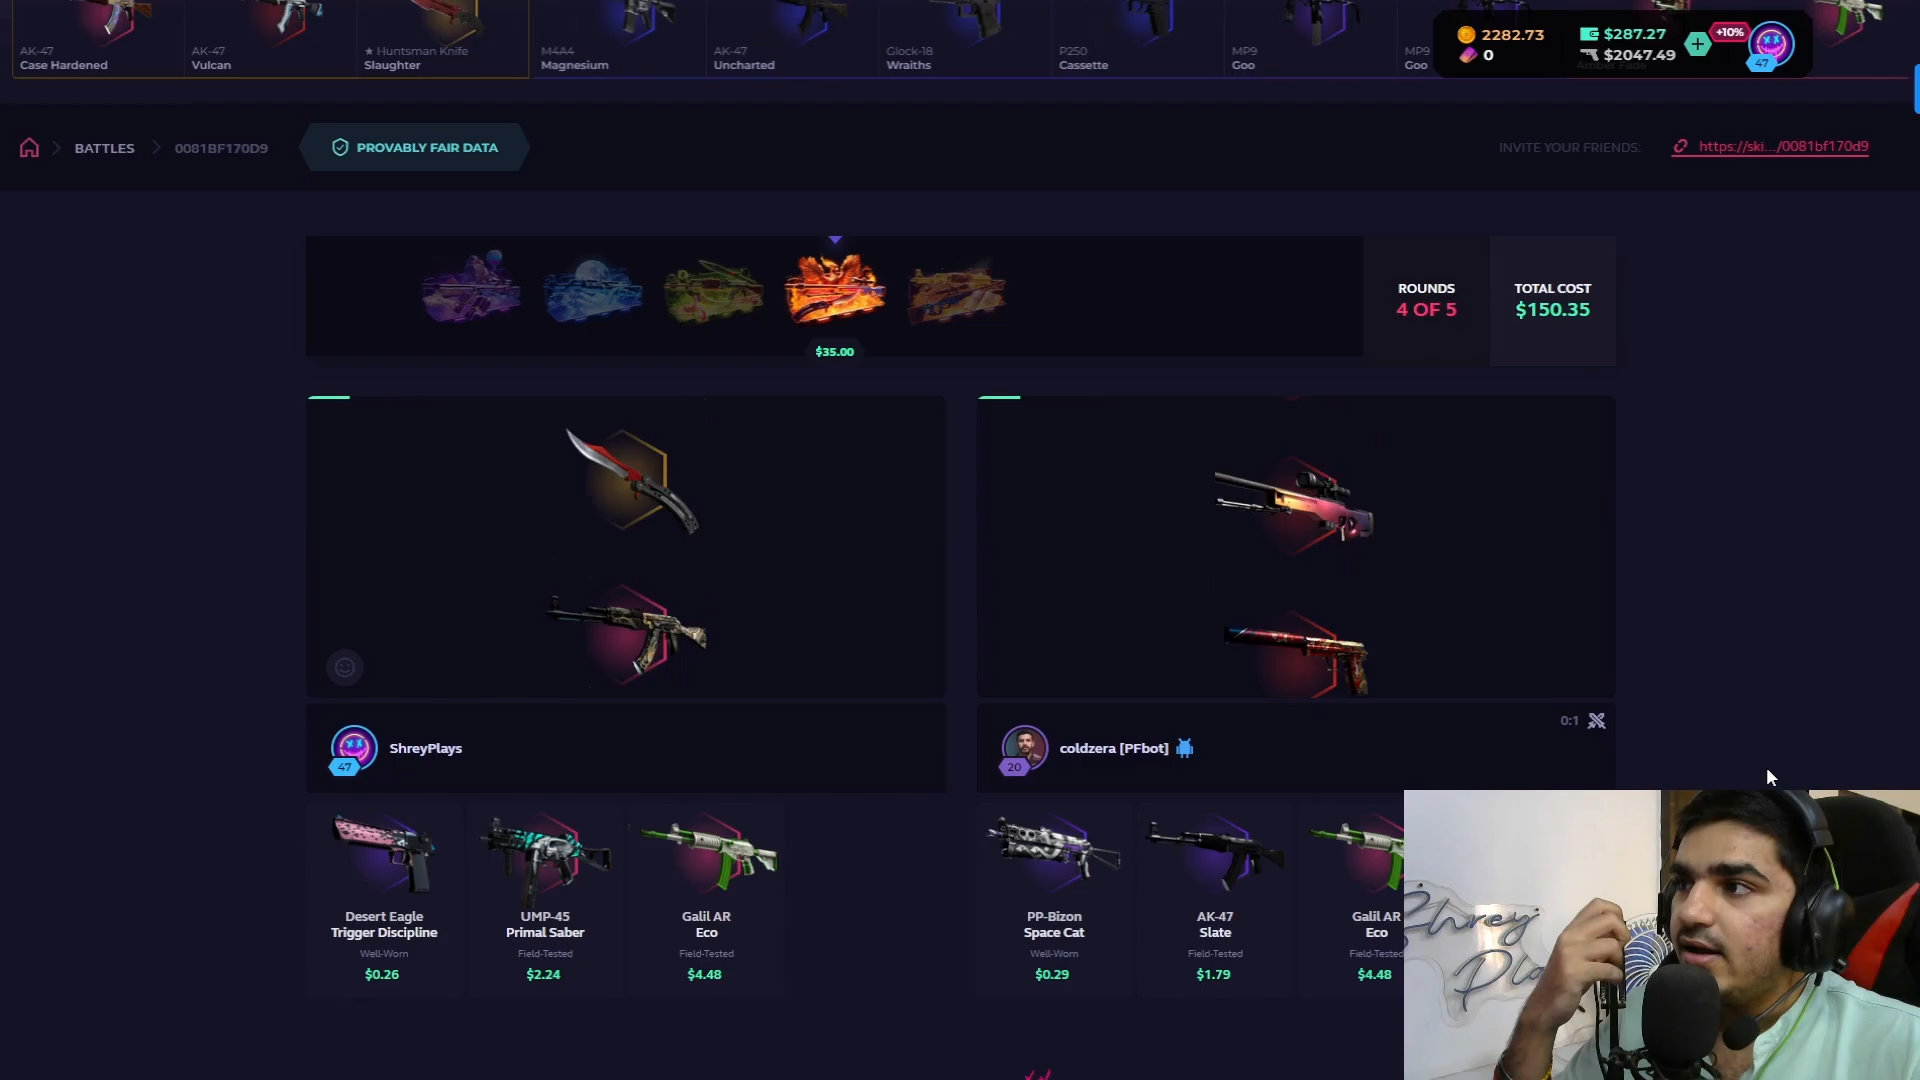 AK-47
Case Hardened
AK-47
Vulcan
★ Huntsman Knife
Slaughter
M4A4
Magnesium
AK-47
Uncharted
Glock-18
Wraiths
P250
Cassette
MP9
Goo
MP9
Goo
2282.73
0
$287.27
$2047.49
+10%
47
BATTLES
0081BF170D9
PROVABLY FAIR DATA
INVITE YOUR FRIENDS:
https://ski.../0081bf170d9
$35.00
ROUNDS
4 OF 5
TOTAL COST
$150.35
47
ShreyPlays
20
coldzera [PFbot]
0:1
Desert Eagle
Trigger Discipline
Well-Worn
$0.26
UMP-45
Primal Saber
Field-Tested
$2.24
Galil AR
Eco
Field-Tested
$4.48
PP-Bizon
Space Cat
Well-Worn
$0.29
AK-47
Slate
Field-Tested
$1.79
Galil AR
Eco
Field-Tested
$4.48
Shrey